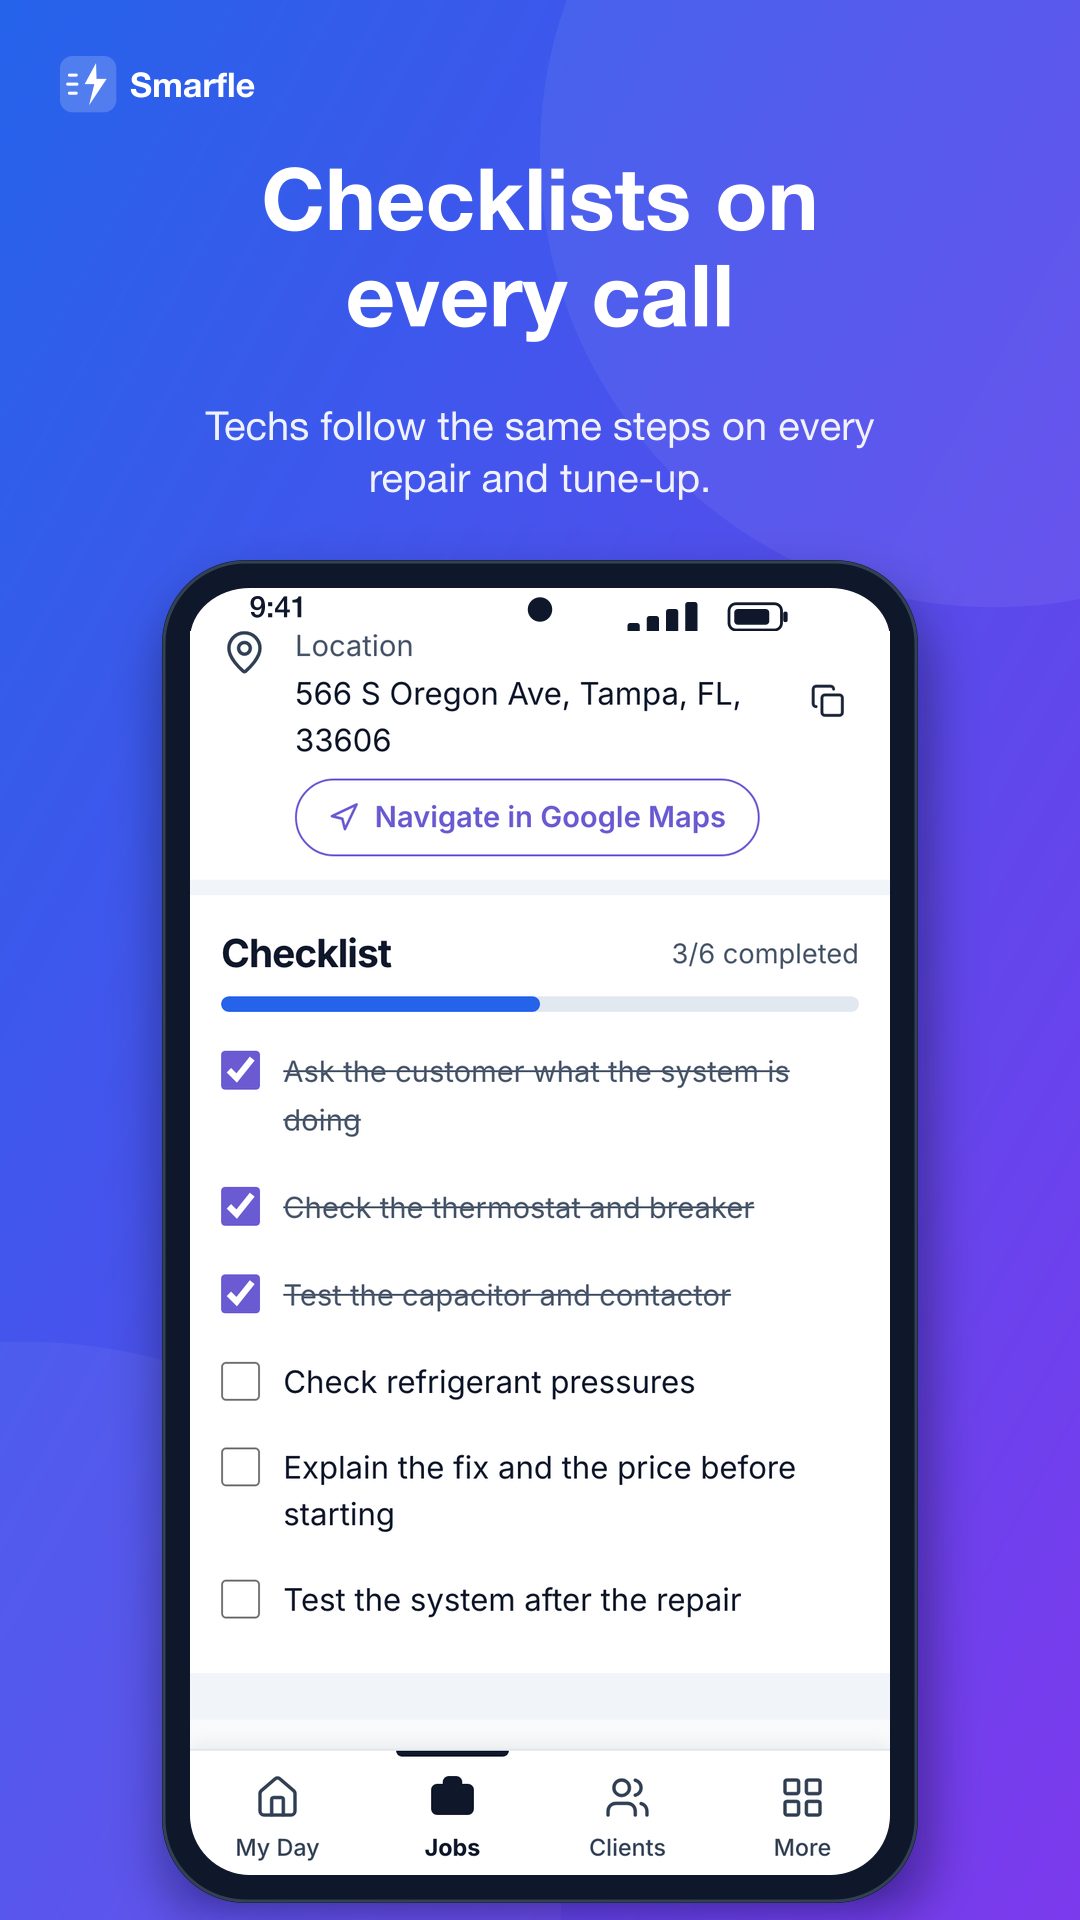 Smarfle
Checklists on
every call
Techs follow the same steps on every
repair and tune-up.
9:41
Location
566 S Oregon Ave, Tampa, FL,
33606
Navigate in Google Maps
Checklist
3/6 completed
Ask the customer what the system is
doing
Check the thermostat and breaker
Test the capacitor and contactor
Check refrigerant pressures
Explain the fix and the price before
starting
Test the system after the repair
My Day
Jobs
Clients
More